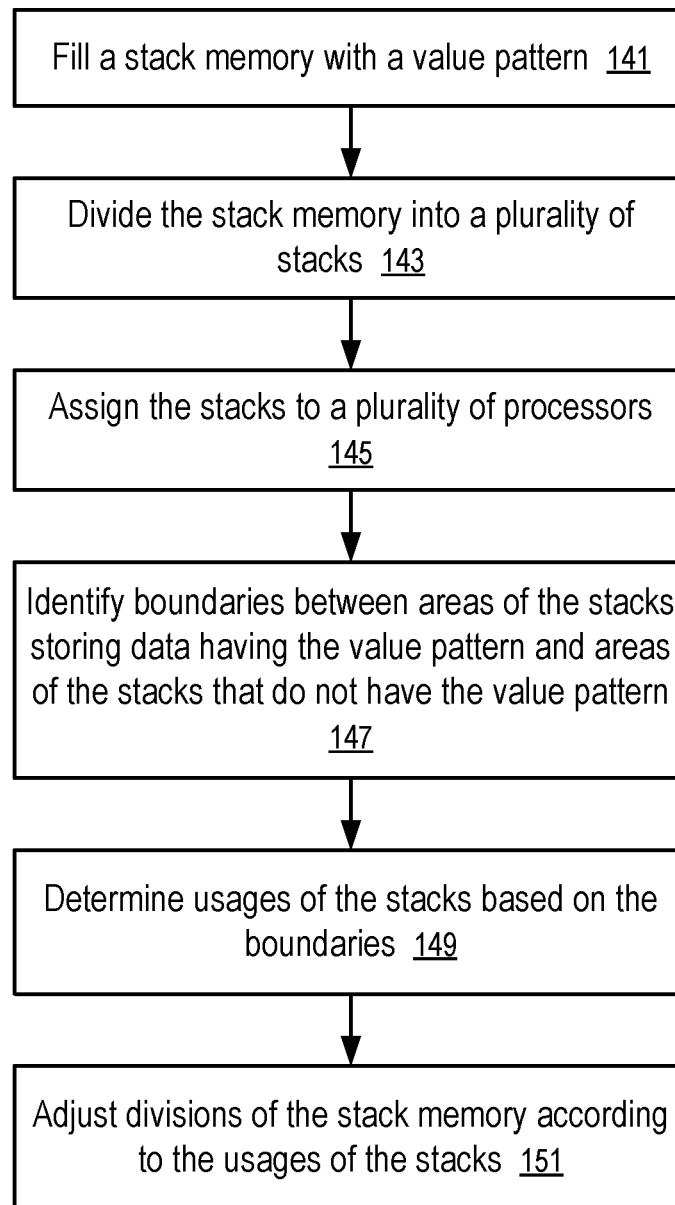 Fill a stack memory with a value pattern 141
Divide the stack memory into a plurality of
stacks 143
Assign the stacks to a plurality of processors
145
Identify boundaries between areas of the stacks
storing data having the value pattern and areas
of the stacks that do not have the value pattern
147
Determine usages of the stacks based on the
boundaries 149
Adjust divisions of the stack memory according
to the usages of the stacks 151